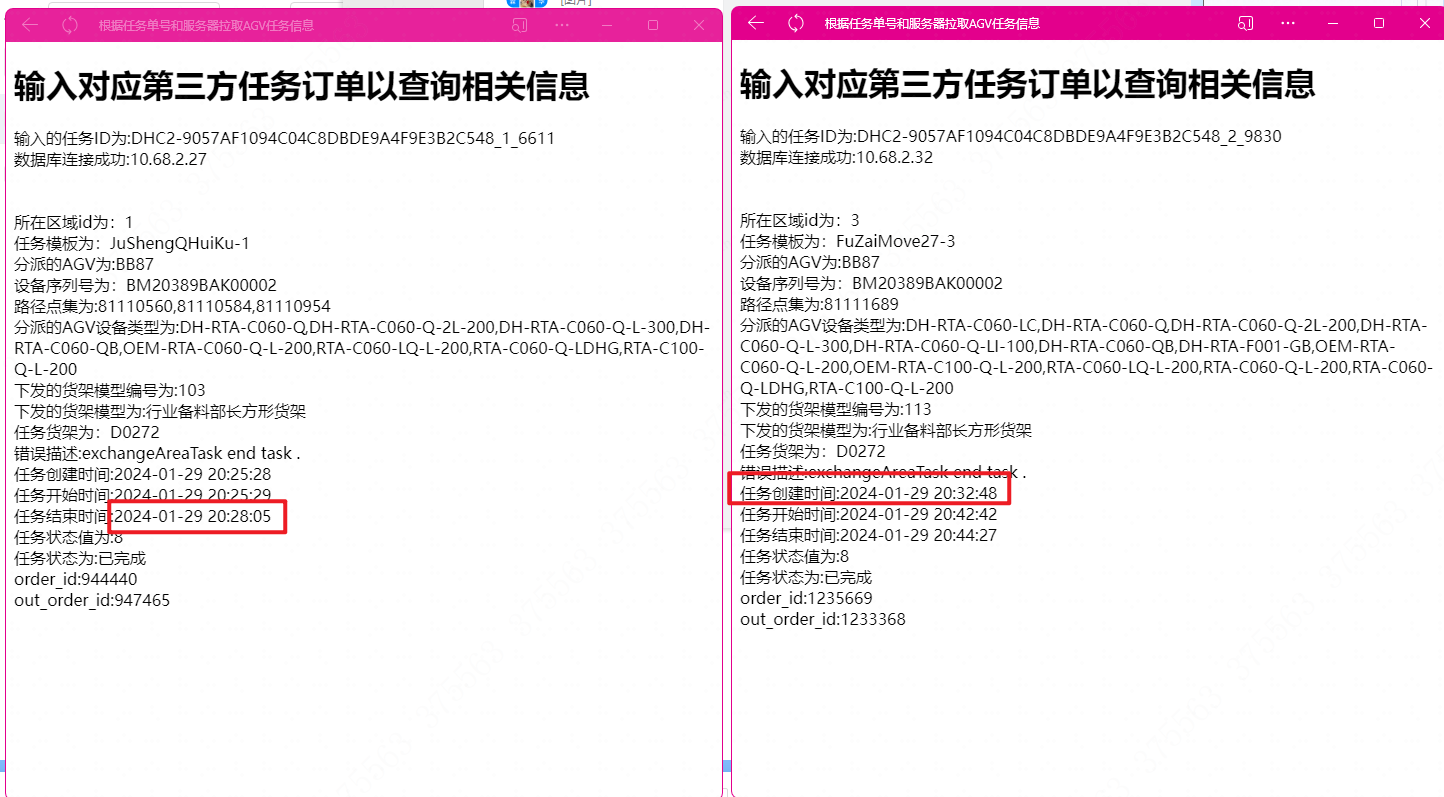 [图片]
根据任务单号和服务器拉取AGV任务信息
输入对应第三方任务订单以查询相关信息
输入的任务ID为:DHC2-9057AF1094C04C8DBDE9A4F9E3B2C548_1_6611
数据库连接成功:10.68.2.27
所在区域id为：1
任务模板为：JuShengQHuiKu-1
分派的AGV为:BB87
设备序列号为：BM20389BAK00002
路径点集为:81110560,81110584,81110954
分派的AGV设备类型为:DH-RTA-C060-Q,DH-RTA-C060-Q-2L-200,DH-RTA-C060-Q-L-300,DH-
RTA-C060-QB,OEM-RTA-C060-Q-L-200,RTA-C060-LQ-L-200,RTA-C060-Q-LDHG,RTA-C100-
Q-L-200
下发的货架模型编号为:103
下发的货架模型为:行业备料部长方形货架
任务货架为：D0272
错误描述:exchangeAreaTask end task .
任务创建时间:2024-01-29 20:25:28
任务开始时间:2024-01-29 20:25:29
任务结束时间:2024-01-29 20:28:05
任务状态值为:8
任务状态为:已完成
order_id:944440
out_order_id:947465
根据任务单号和服务器拉取AGV任务信息
输入对应第三方任务订单以查询相关信息
输入的任务ID为:DHC2-9057AF1094C04C8DBDE9A4F9E3B2C548_2_9830
数据库连接成功:10.68.2.32
所在区域id为：3
任务模板为：FuZaiMove27-3
分派的AGV为:BB87
设备序列号为：BM20389BAK00002
路径点集为:81111689
分派的AGV设备类型为:DH-RTA-C060-LC,DH-RTA-C060-Q,DH-RTA-C060-Q-2L-200,DH-RTA-
C060-Q-L-300,DH-RTA-C060-Q-LI-100,DH-RTA-C060-QB,DH-RTA-F001-GB,OEM-RTA-
C060-Q-L-200,OEM-RTA-C100-Q-L-200,RTA-C060-LQ-L-200,RTA-C060-Q-L-200,RTA-C060-
Q-LDHG,RTA-C100-Q-L-200
下发的货架模型编号为:113
下发的货架模型为:行业备料部长方形货架
任务货架为：D0272
错误描述:exchangeAreaTask end task .
任务创建时间:2024-01-29 20:32:48
任务开始时间:2024-01-29 20:42:42
任务结束时间:2024-01-29 20:44:27
任务状态值为:8
任务状态为:已完成
order_id:1235669
out_order_id:1233368